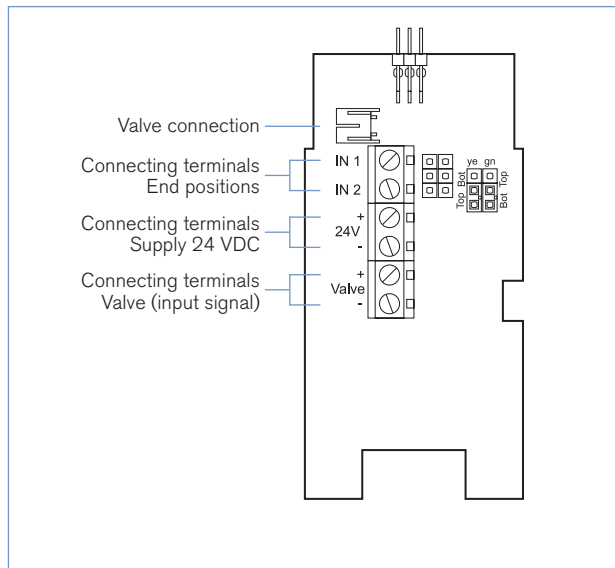 Valve connection
Connecting terminals
End positions
Connecting terminals
Supply 24 VDC
Connecting terminals
Valve (input signal)
IN 1
IN 2
+
24V
-
+
Valve
-
ye gn
Bot
Top
Top
Bot